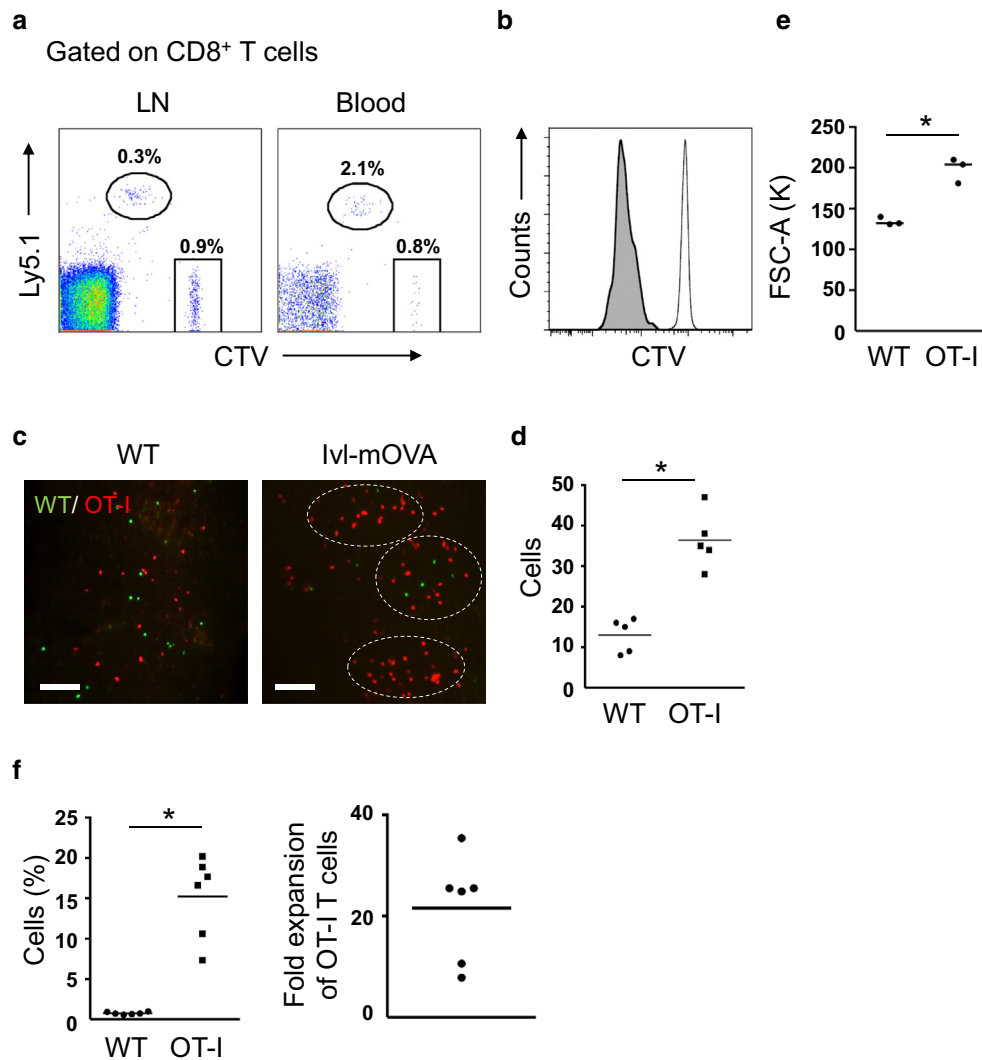 a
Gated on CD8⁺ T cells
LN
Blood
Ly5.1
0.3%
0.9%
2.1%
0.8%
CTV
b
Counts
CTV
e
FSC-A (K)
250
200
150
100
50
0
WT
OT-I
*
c
WT
Ivl-mOVA
WT/ OT-I
d
Cells
50
40
30
20
10
0
WT
OT-I
*
f
Cells (%)
25
20
15
10
5
0
WT
OT-I
*
Fold expansion
of OT-I T cells
40
20
0